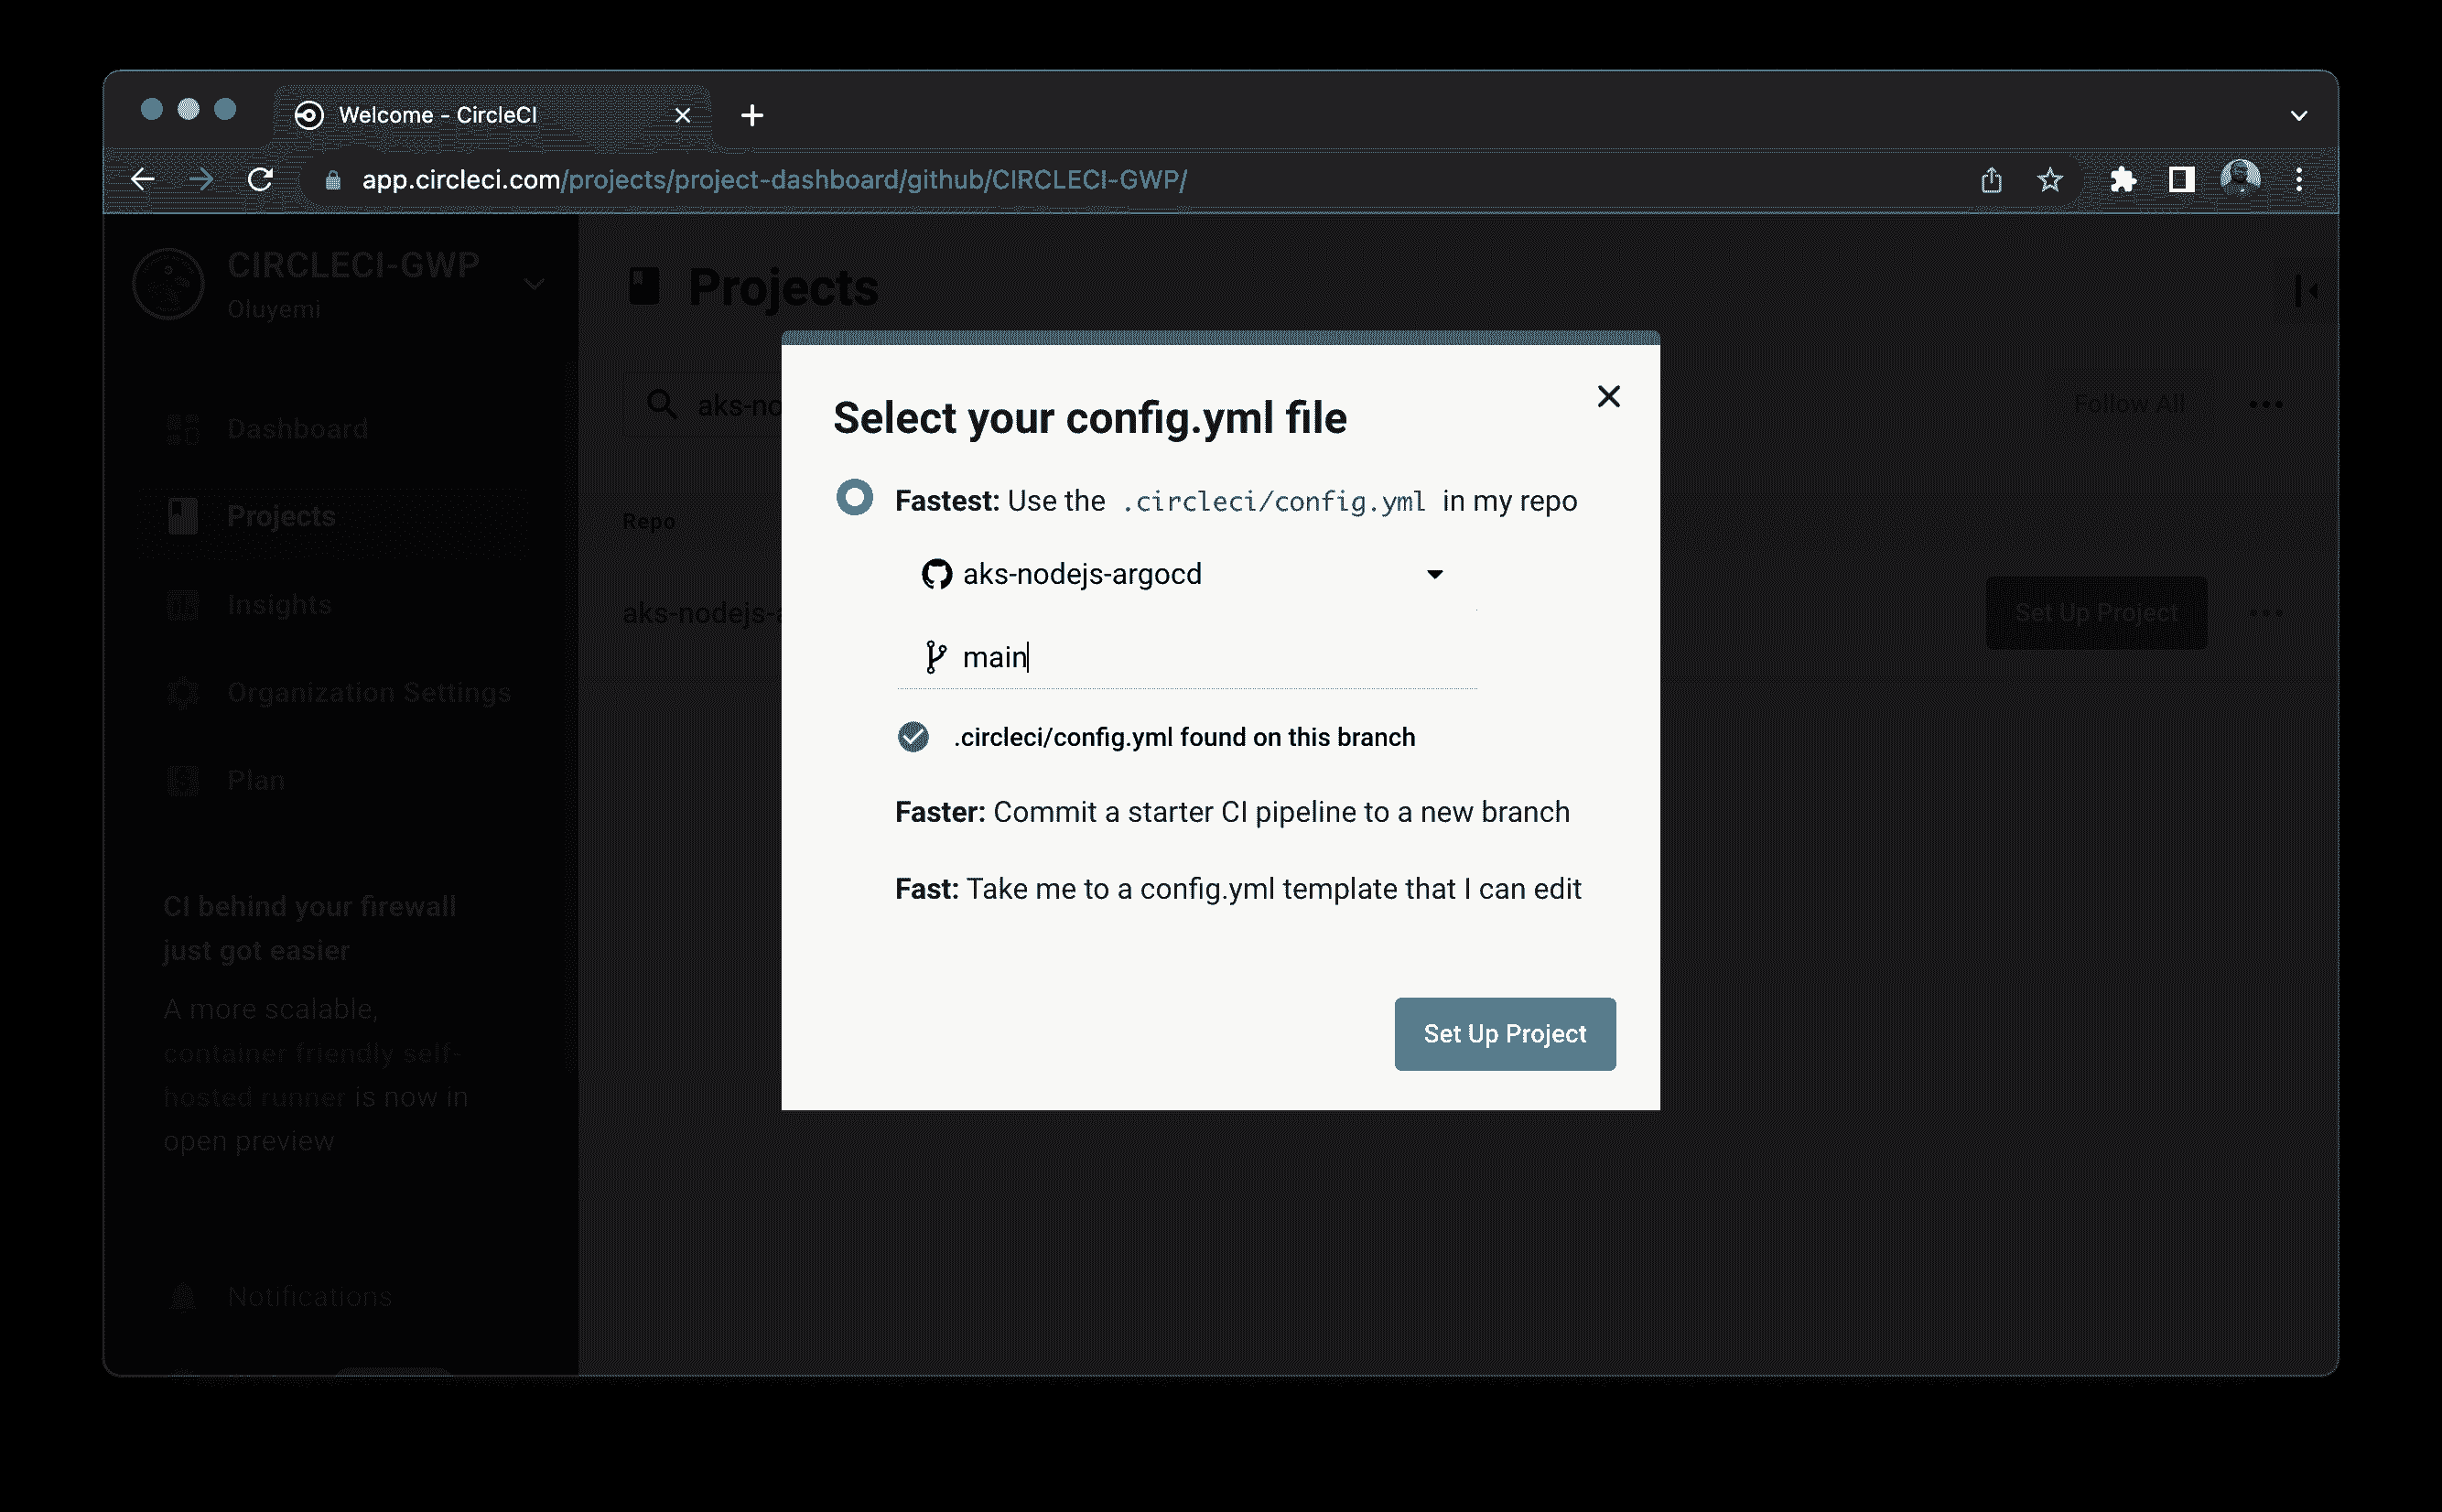 Welcome - CircleCI
app.circleci.com/projects/project-dashboard/github/CIRCLECI-GWP/
CIRCLECI-GWP
Oluyemi
Dashboard
Projects
Insights
Organization Settings
Plan
CI behind your firewall
just got easier
A more scalable,
container friendly self-
hosted runner is now in
open preview
Notifications
Projects
aks-no
Follow All
Repo
aks-nodejs-a
Set Up Project
Select your config.yml file
Fastest: Use the .circleci/config.yml in my repo
aks-nodejs-argocd
main
.circleci/config.yml found on this branch
Faster: Commit a starter CI pipeline to a new branch
Fast: Take me to a config.yml template that I can edit
Set Up Project